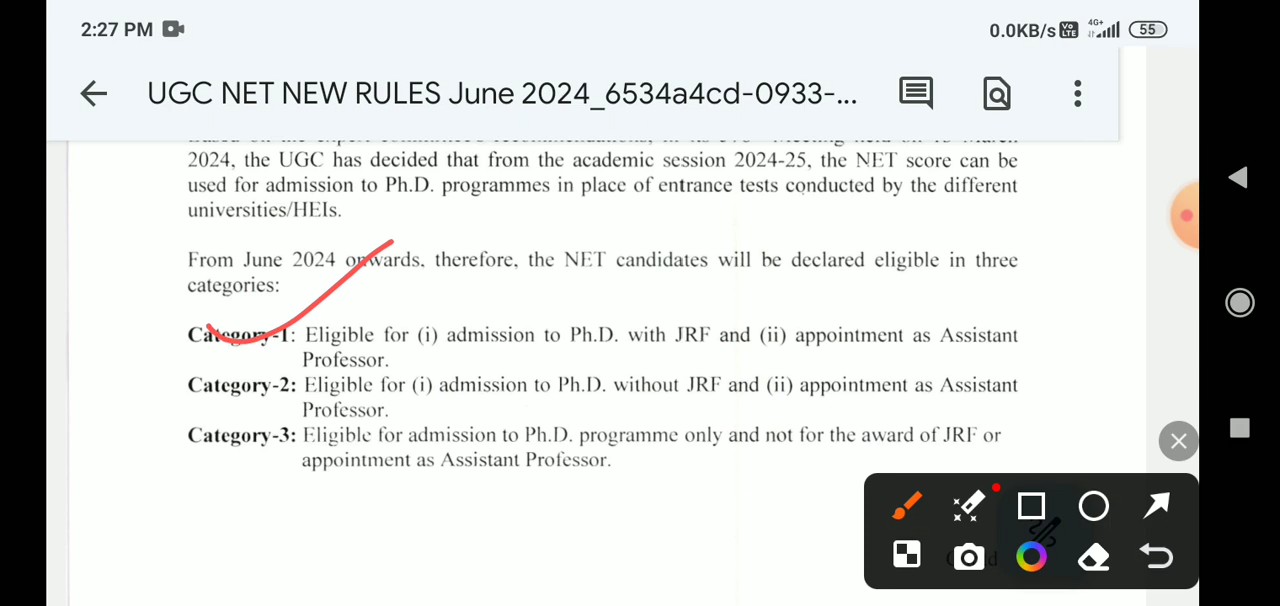 2:27 PM
0.0KB/s Vo LTE 4G+ 55
UGC NET NEW RULES June 2024_6534a4cd-0933-...
2024, the UGC has decided that from the academic session 2024-25, the NET score can be
used for admission to Ph.D. programmes in place of entrance tests conducted by the different
universities/HEIs.
From June 2024 onwards, therefore, the NET candidates will be declared eligible in three
categories:
Category-1: Eligible for (i) admission to Ph.D. with JRF and (ii) appointment as Assistant
Professor.
Category-2: Eligible for (i) admission to Ph.D. without JRF and (ii) appointment as Assistant
Professor.
Category-3: Eligible for admission to Ph.D. programme only and not for the award of JRF or
appointment as Assistant Professor.